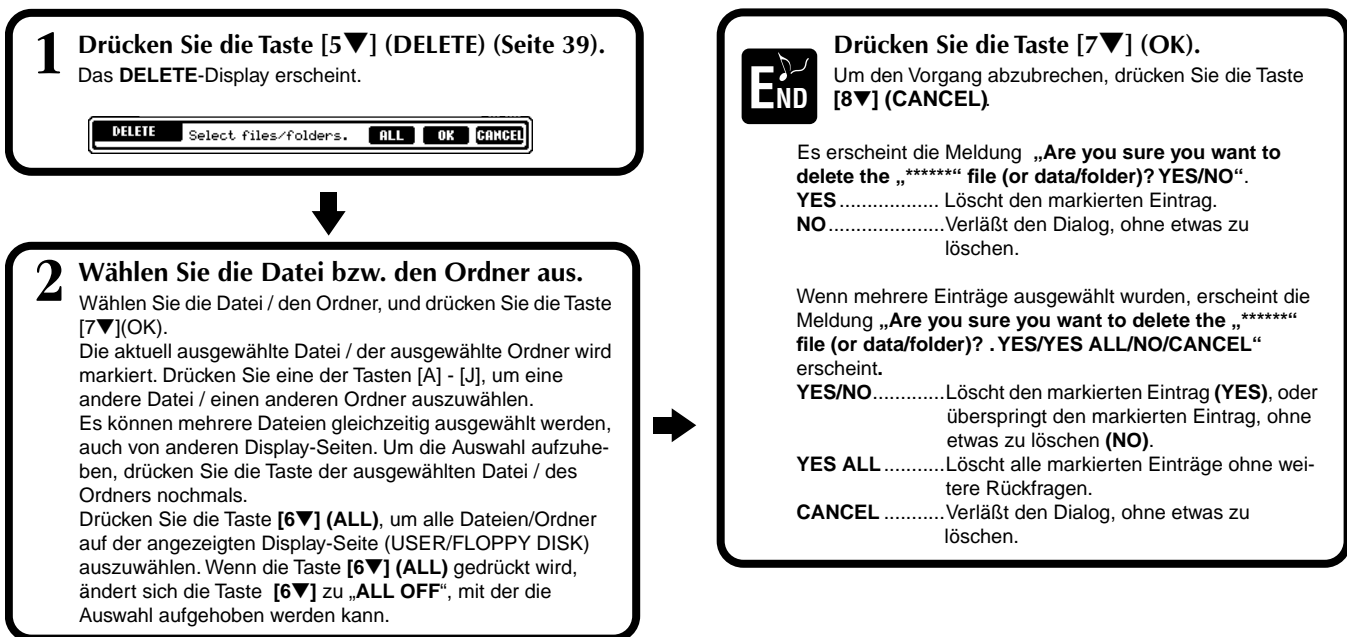 1 Drücken Sie die Taste [5▼] (DELETE) (Seite 39).
Das DELETE-Display erscheint.
DELETE Select files/folders. ALL OK CANCEL
2 Wählen Sie die Datei bzw. den Ordner aus.
Wählen Sie die Datei / den Ordner, und drücken Sie die Taste
[7▼](OK).
Die aktuell ausgewählte Datei / der ausgewählte Ordner wird
markiert. Drücken Sie eine der Tasten [A] - [J], um eine
andere Datei / einen anderen Ordner auszuwählen.
Es können mehrere Dateien gleichzeitig ausgewählt werden,
auch von anderen Display-Seiten. Um die Auswahl aufzuhe-
ben, drücken Sie die Taste der ausgewählten Datei / des
Ordners nochmals.
Drücken Sie die Taste [6▼] (ALL), um alle Dateien/Ordner
auf der angezeigten Display-Seite (USER/FLOPPY DISK)
auszuwählen. Wenn die Taste [6▼] (ALL) gedrückt wird,
ändert sich die Taste [6▼] zu „ALL OFF“, mit der die
Auswahl aufgehoben werden kann.
END
Drücken Sie die Taste [7▼] (OK).
Um den Vorgang abzubrechen, drücken Sie die Taste
[8▼] (CANCEL).
Es erscheint die Meldung „Are you sure you want to
delete the „******“ file (or data/folder)? YES/NO“.
YES.................. Löscht den markierten Eintrag.
NO.....................Verläßt den Dialog, ohne etwas zu
löschen.
Wenn mehrere Einträge ausgewählt wurden, erscheint die
Meldung „Are you sure you want to delete the „******“
file (or data/folder)? . YES/YES ALL/NO/CANCEL“
erscheint.
YES/NO.............Löscht den markierten Eintrag (YES), oder
überspringt den markierten Eintrag, ohne
etwas zu löschen (NO).
YES ALL ...........Löscht alle markierten Einträge ohne wei-
tere Rückfragen.
CANCEL ...........Verläßt den Dialog, ohne etwas zu
löschen.